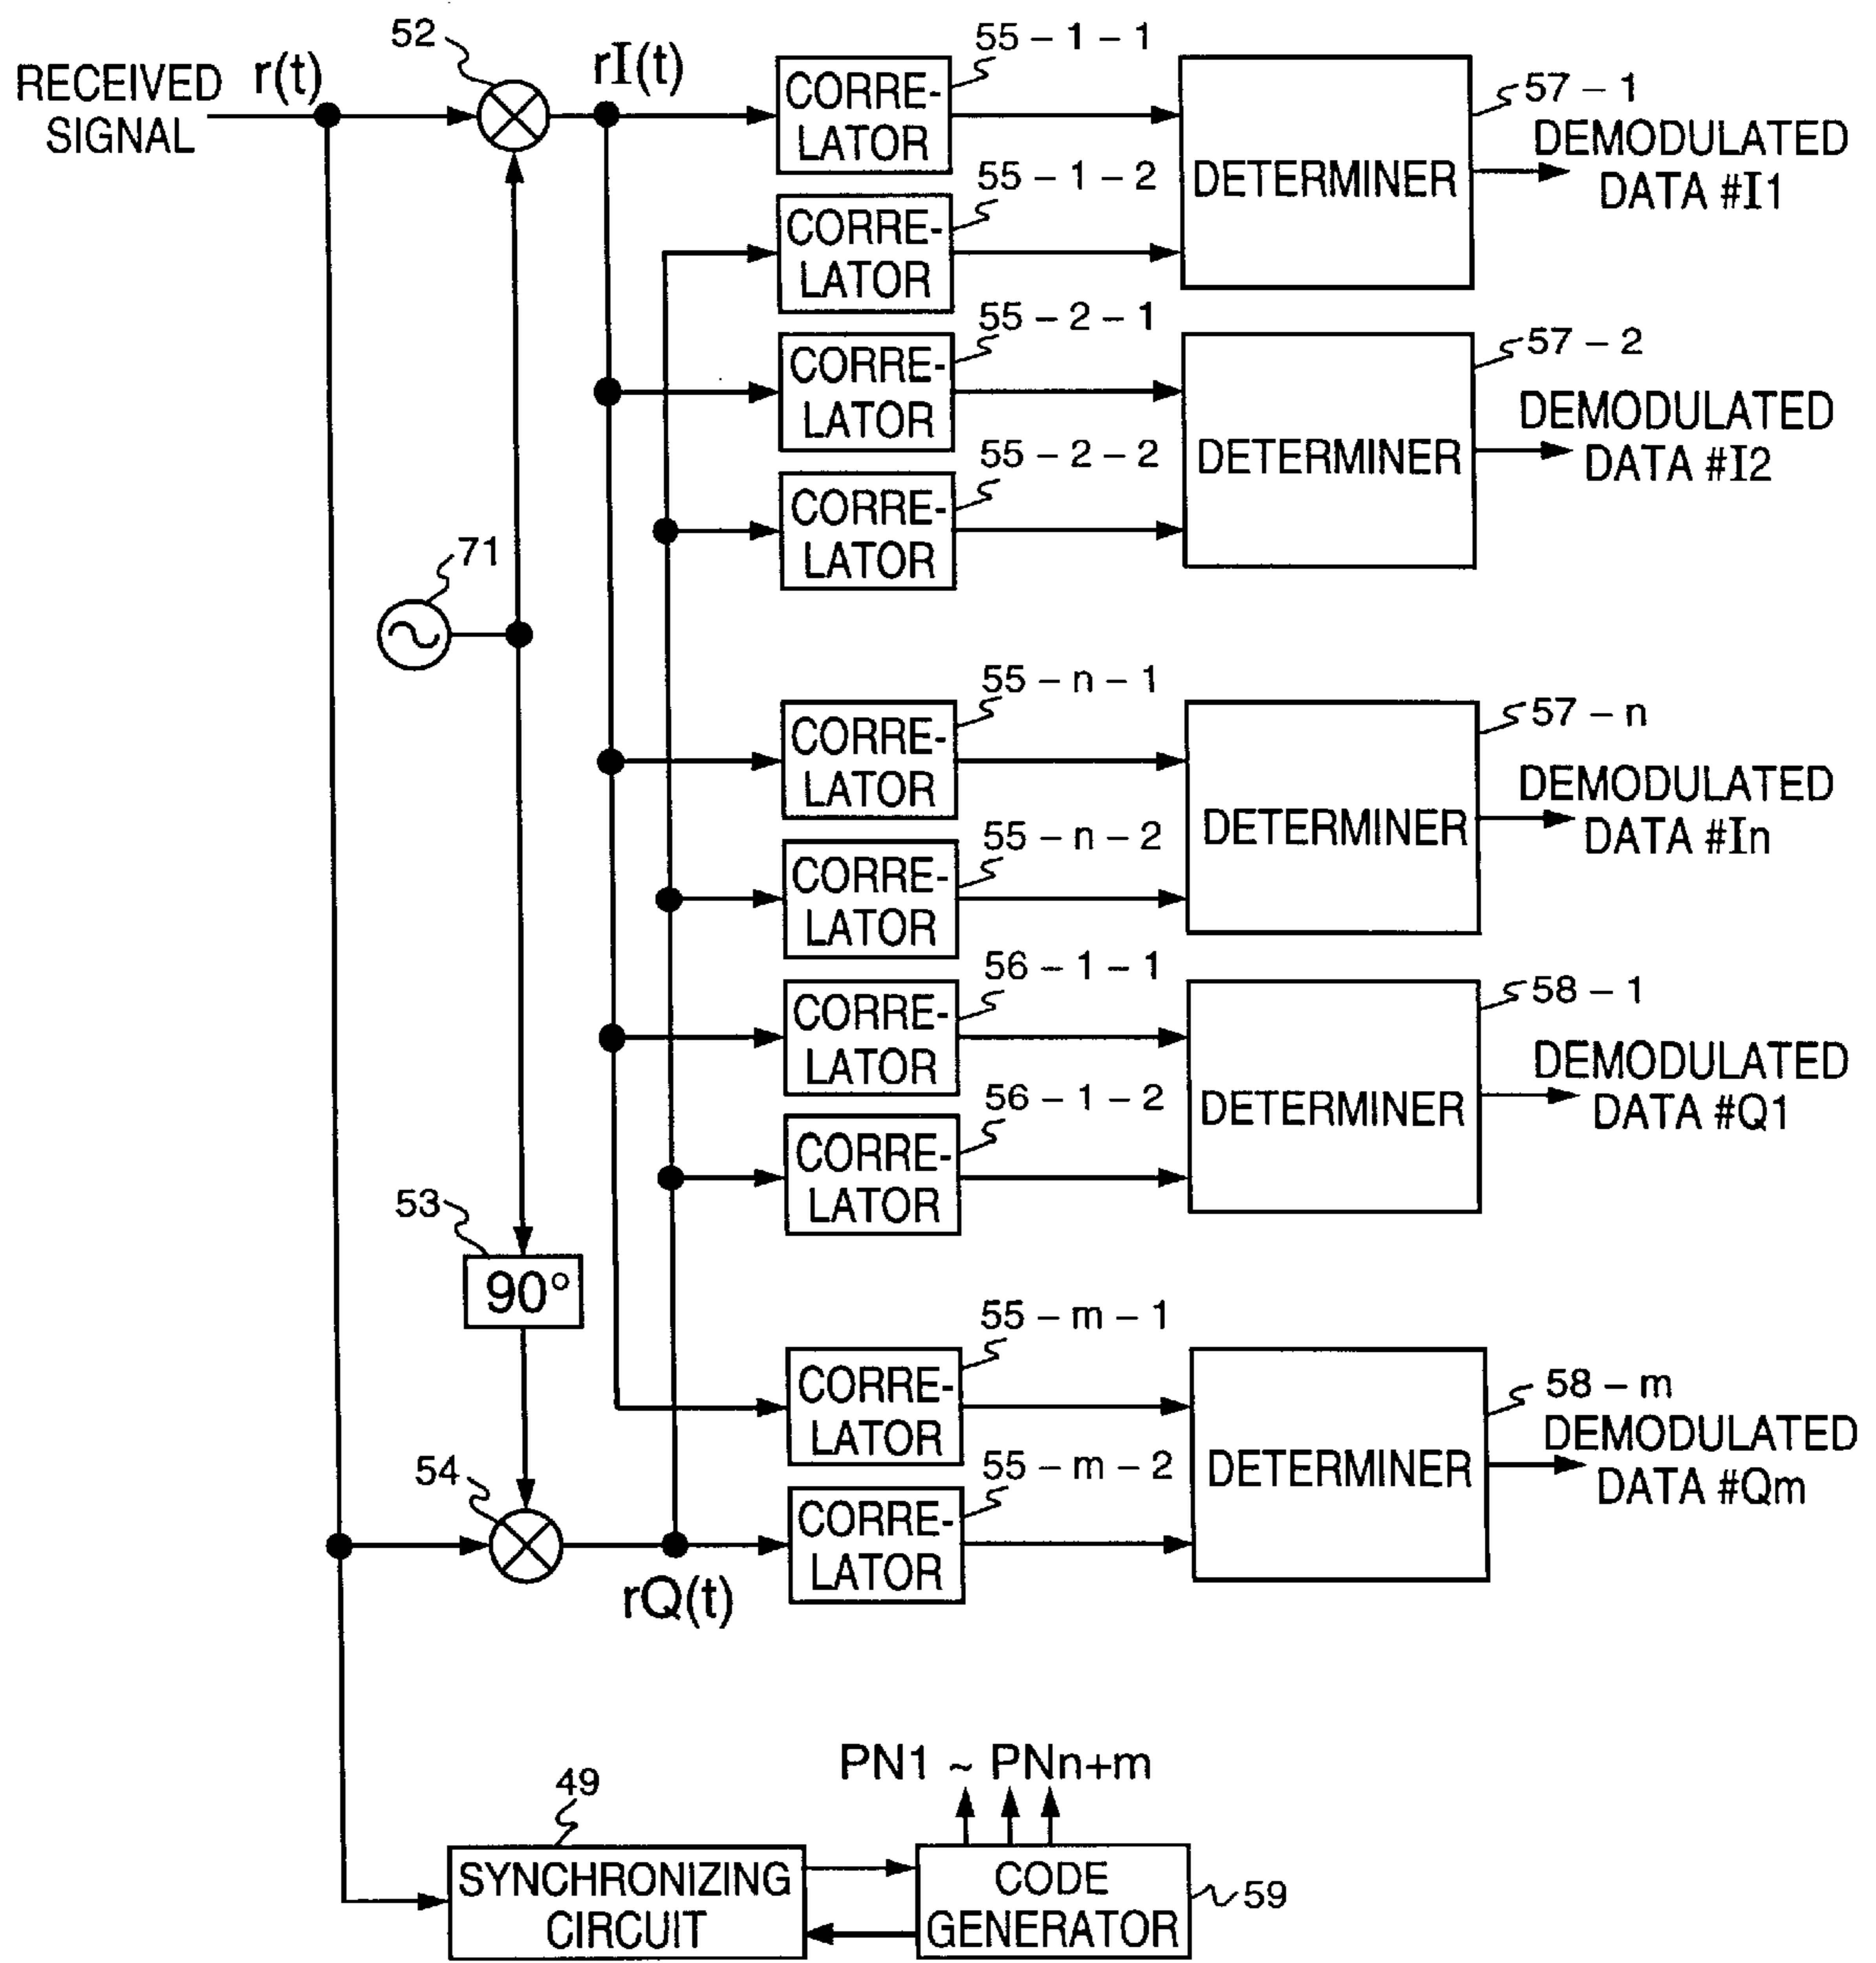 52
RECEIVED
SIGNAL
r(t)
rI(t)
CORRE-
LATOR
55 - 1 - 1
DETERMINER
57 - 1
DEMODULATED
DATA #I1
CORRE-
LATOR
55 - 1 - 2
CORRE-
LATOR
55 - 2 - 1
DETERMINER
57 - 2
DEMODULATED
DATA #I2
CORRE-
LATOR
55 - 2 - 2
71
CORRE-
LATOR
55 - n - 1
DETERMINER
57 - n
DEMODULATED
DATA #In
CORRE-
LATOR
55 - n - 2
CORRE-
LATOR
56 - 1 - 1
DETERMINER
58 - 1
DEMODULATED
DATA #Q1
CORRE-
LATOR
56 - 1 - 2
53
90°
CORRE-
LATOR
55 - m - 1
DETERMINER
58 - m
DEMODULATED
DATA #Qm
54
CORRE-
LATOR
55 - m - 2
rQ(t)
PN1 ~ PNn+m
49
SYNCHRONIZING
CIRCUIT
CODE
GENERATOR
59